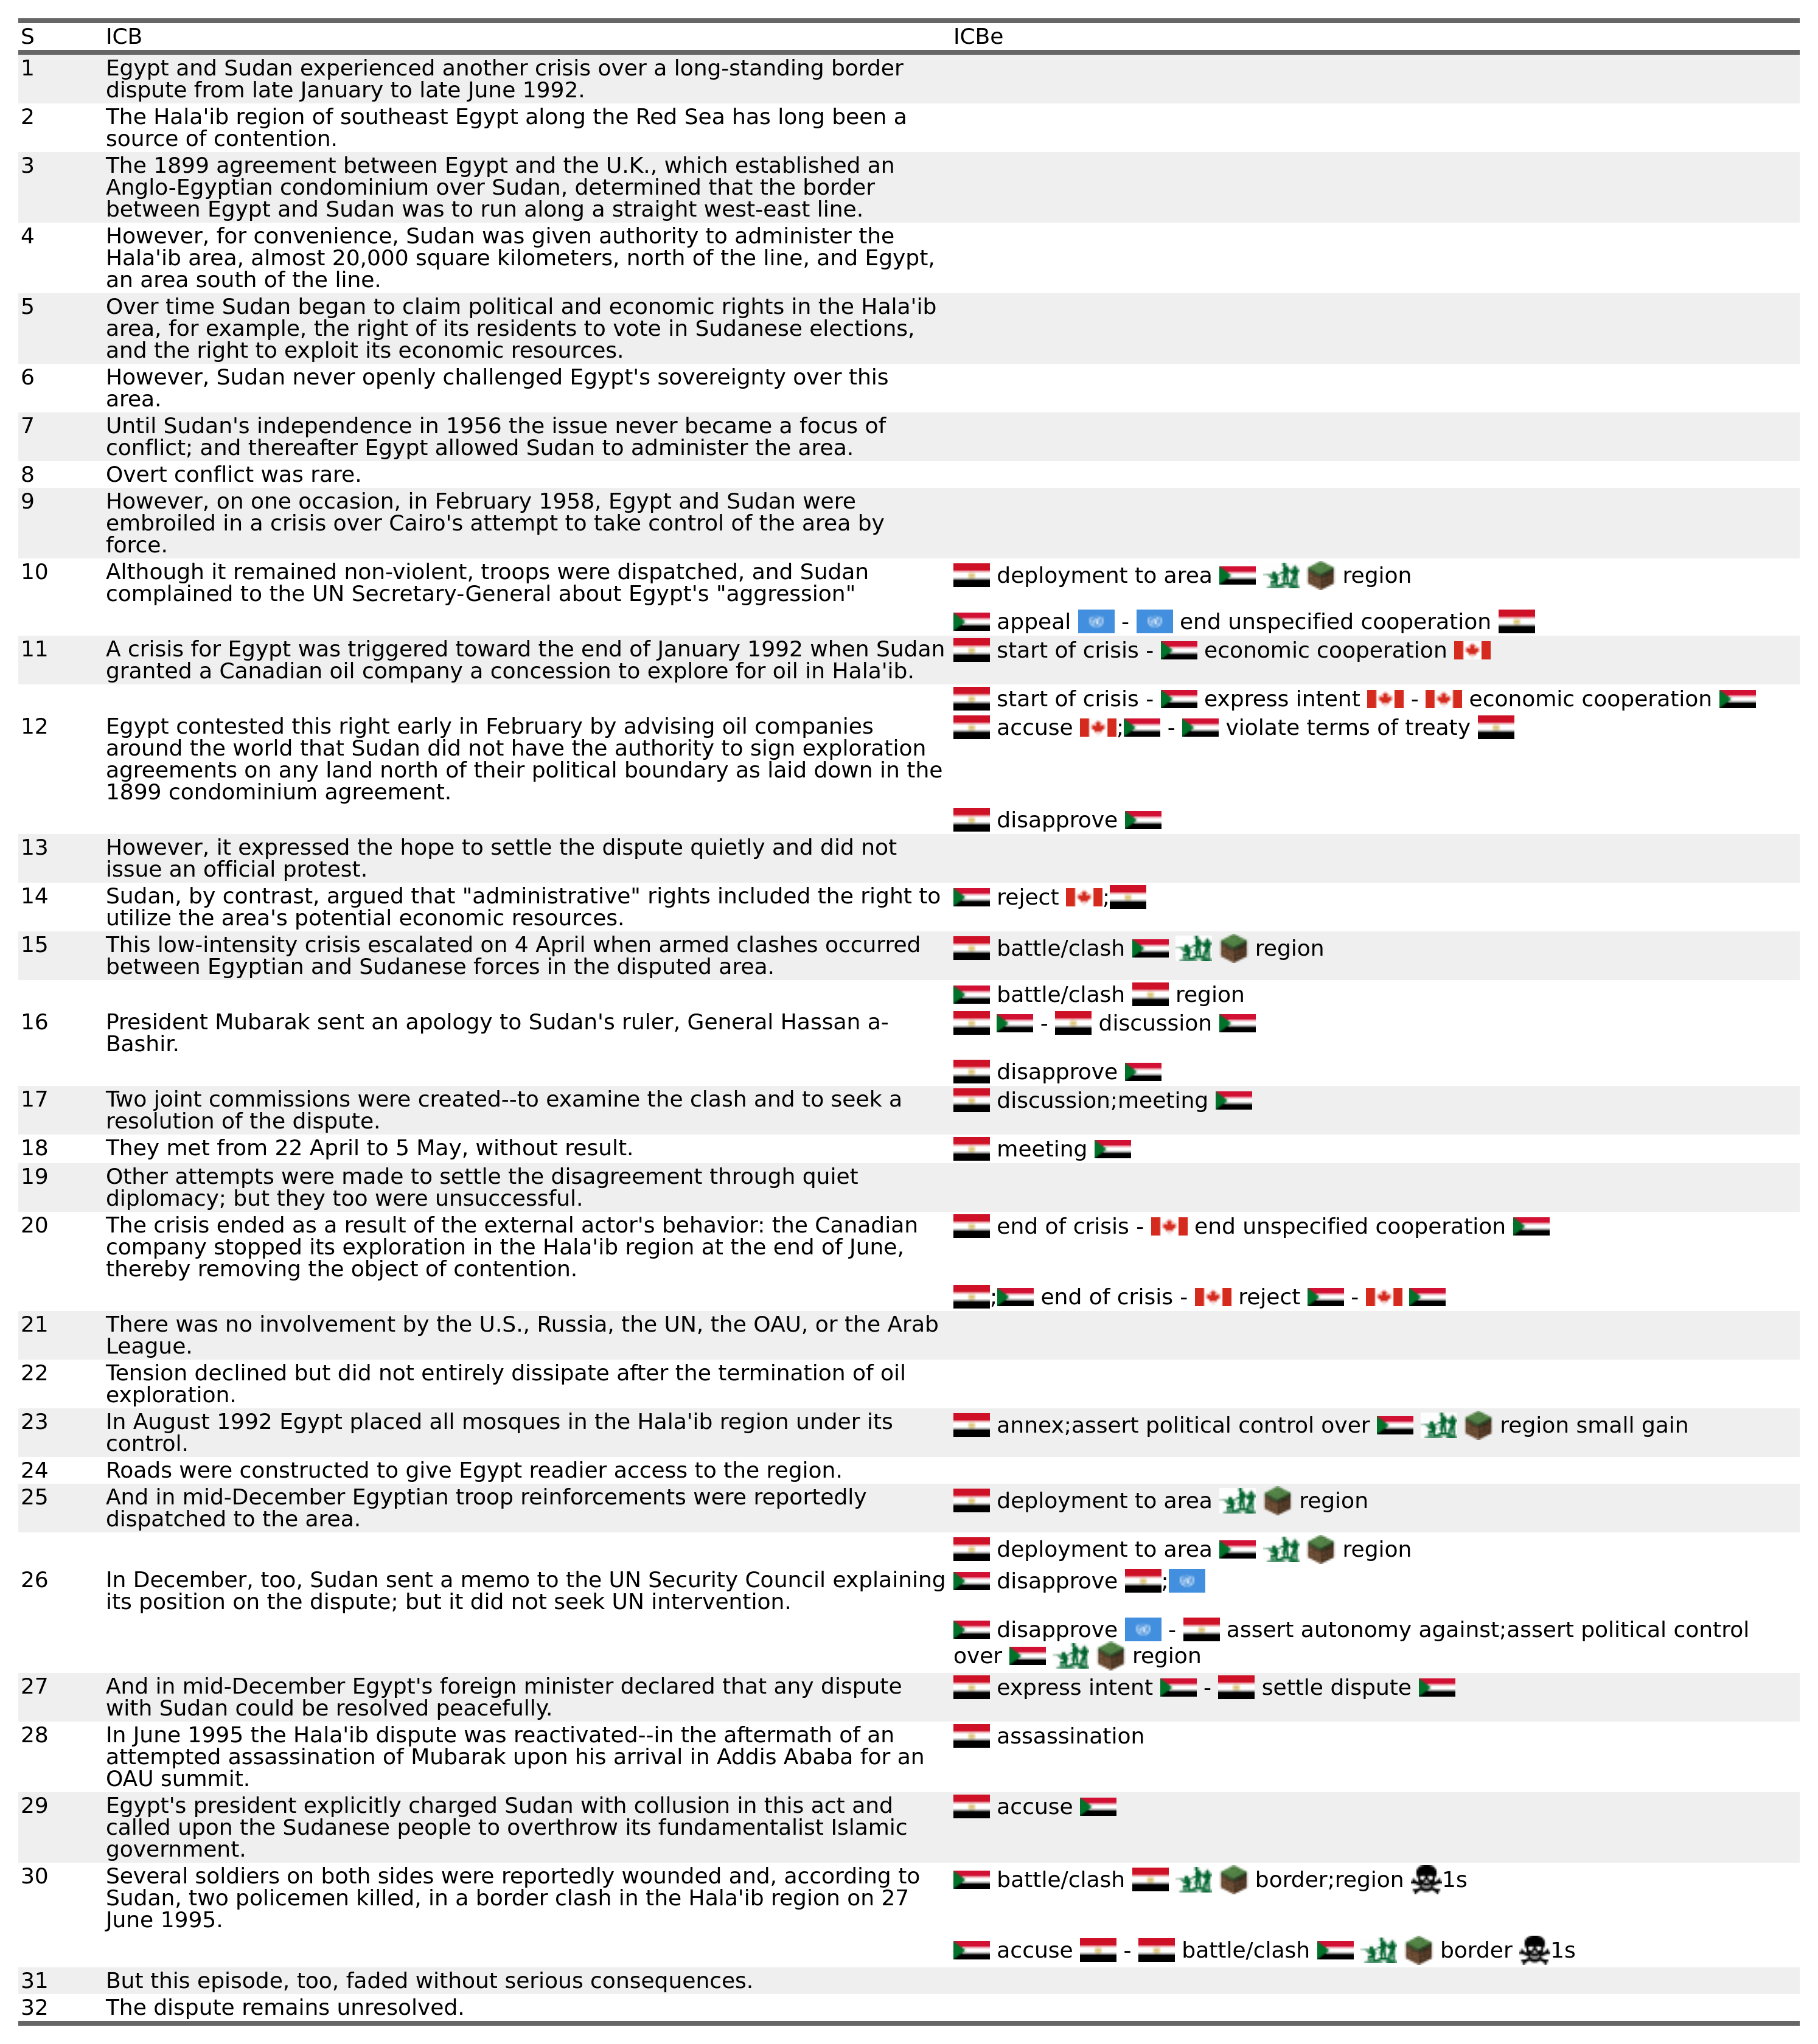 S ICB ICBe
1 Egypt and Sudan experienced another crisis over a long-standing border
dispute from late January to late June 1992.
2 The Hala'ib region of southeast Egypt along the Red Sea has long been a
source of contention.
3 The 1899 agreement between Egypt and the U.K., which established an
Anglo-Egyptian condominium over Sudan, determined that the border
between Egypt and Sudan was to run along a straight west-east line.
4 However, for convenience, Sudan was given authority to administer the
Hala'ib area, almost 20,000 square kilometers, north of the line, and Egypt,
an area south of the line.
5 Over time Sudan began to claim political and economic rights in the Hala'ib
area, for example, the right of its residents to vote in Sudanese elections,
and the right to exploit its economic resources.
6 However, Sudan never openly challenged Egypt's sovereignty over this
area.
7 Until Sudan's independence in 1956 the issue never became a focus of
conflict; and thereafter Egypt allowed Sudan to administer the area.
8 Overt conflict was rare.
9 However, on one occasion, in February 1958, Egypt and Sudan were
embroiled in a crisis over Cairo's attempt to take control of the area by
force.
10 Although it remained non-violent, troops were dispatched, and Sudan
complained to the UN Secretary-General about Egypt's "aggression"
deployment to area region
appeal - end unspecified cooperation
11 A crisis for Egypt was triggered toward the end of January 1992 when Sudan
granted a Canadian oil company a concession to explore for oil in Hala'ib.
start of crisis - economic cooperation
start of crisis - express intent - economic cooperation
12 Egypt contested this right early in February by advising oil companies
around the world that Sudan did not have the authority to sign exploration
agreements on any land north of their political boundary as laid down in the
1899 condominium agreement.
accuse ; - violate terms of treaty
disapprove
13 However, it expressed the hope to settle the dispute quietly and did not
issue an official protest.
14 Sudan, by contrast, argued that "administrative" rights included the right to
utilize the area's potential economic resources.
reject ;
15 This low-intensity crisis escalated on 4 April when armed clashes occurred
between Egyptian and Sudanese forces in the disputed area.
battle/clash region
battle/clash region
16 President Mubarak sent an apology to Sudan's ruler, General Hassan a-
Bashir.
- discussion
disapprove
17 Two joint commissions were created--to examine the clash and to seek a
resolution of the dispute.
discussion;meeting
18 They met from 22 April to 5 May, without result.
meeting
19 Other attempts were made to settle the disagreement through quiet
diplomacy; but they too were unsuccessful.
20 The crisis ended as a result of the external actor's behavior: the Canadian
company stopped its exploration in the Hala'ib region at the end of June,
thereby removing the object of contention.
end of crisis - end unspecified cooperation
; end of crisis - reject -
21 There was no involvement by the U.S., Russia, the UN, the OAU, or the Arab
League.
22 Tension declined but did not entirely dissipate after the termination of oil
exploration.
23 In August 1992 Egypt placed all mosques in the Hala'ib region under its
control.
annex;assert political control over region small gain
24 Roads were constructed to give Egypt readier access to the region.
25 And in mid-December Egyptian troop reinforcements were reportedly
dispatched to the area.
deployment to area region
deployment to area region
26 In December, too, Sudan sent a memo to the UN Security Council explaining
its position on the dispute; but it did not seek UN intervention.
disapprove ;
disapprove - assert autonomy against;assert political control
over region
27 And in mid-December Egypt's foreign minister declared that any dispute
with Sudan could be resolved peacefully.
express intent - settle dispute
28 In June 1995 the Hala'ib dispute was reactivated--in the aftermath of an
attempted assassination of Mubarak upon his arrival in Addis Ababa for an
OAU summit.
assassination
29 Egypt's president explicitly charged Sudan with collusion in this act and
called upon the Sudanese people to overthrow its fundamentalist Islamic
government.
accuse
30 Several soldiers on both sides were reportedly wounded and, according to
Sudan, two policemen killed, in a border clash in the Hala'ib region on 27
June 1995.
battle/clash border;region 1s
accuse - battle/clash border 1s
31 But this episode, too, faded without serious consequences.
32 The dispute remains unresolved.